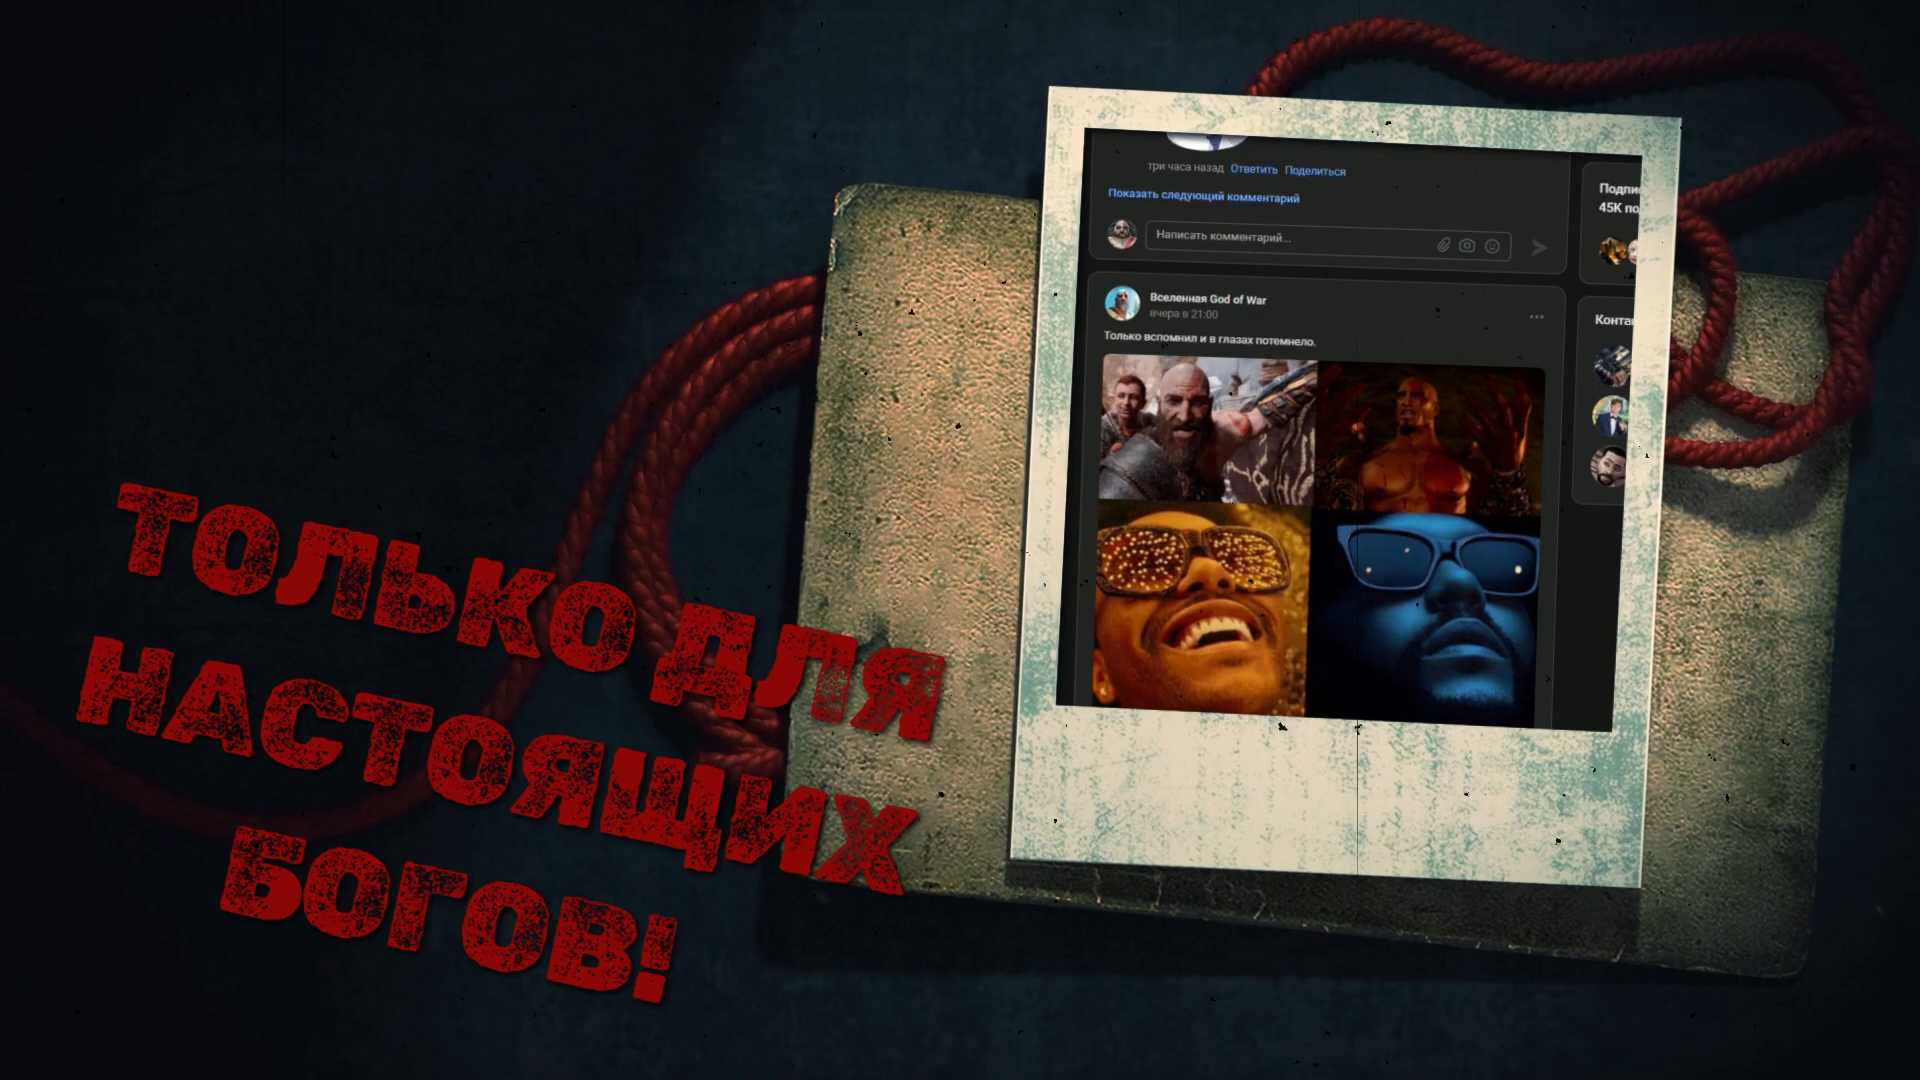 ТОЛЬКО ДЛЯ
НАСТОЯЩИХ
БОГОВ!
три часа назад Ответить Поделиться
Показать следующий комментарий
Написать комментарий...
Вселенная God of War
вчера в 21:00
Только вспомнил и в глазах потемнело.
45K